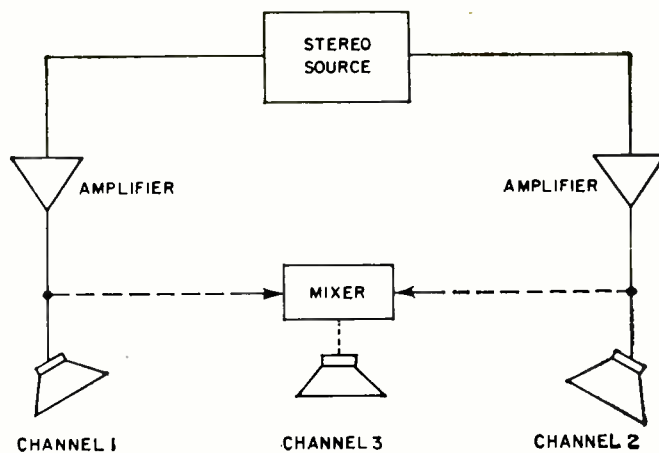 STEREO
SOURCE
AMPLIFIER
AMPLIFIER
MIXER
CHANNEL 1
CHANNEL 3
CHANNEL 2